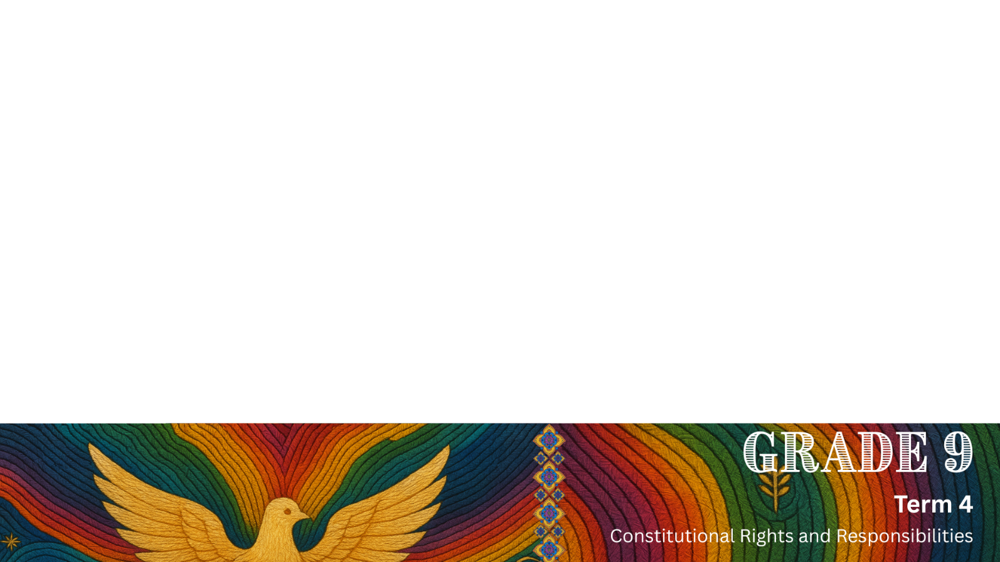 GRADE 9
Term 4
Constitutional Rights and Responsibilities